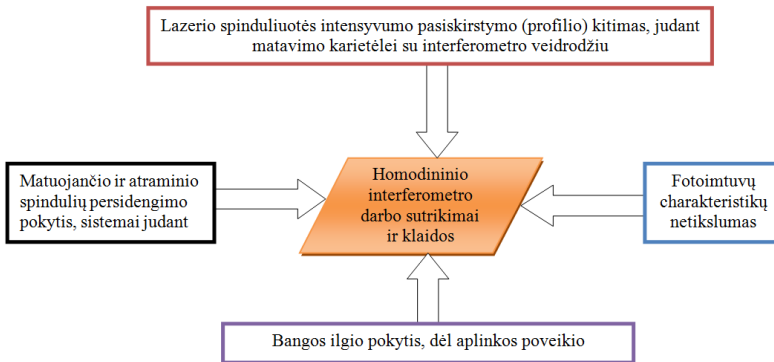 Lazerio spinduliuotės intensyvumo pasiskirstymo (profilio) kitimas, judant
matavimo karietėlei su interferometro veidrodžiu
Matuojančio ir atraminio
spindulių persidengimo
pokytis, sistemai judant
Homodininio
interferometro
darbo sutrikimai
ir klaidos
Fotoimtuvų
charakteristikų
netikslumas
Bangos ilgio pokytis, dėl aplinkos poveikio